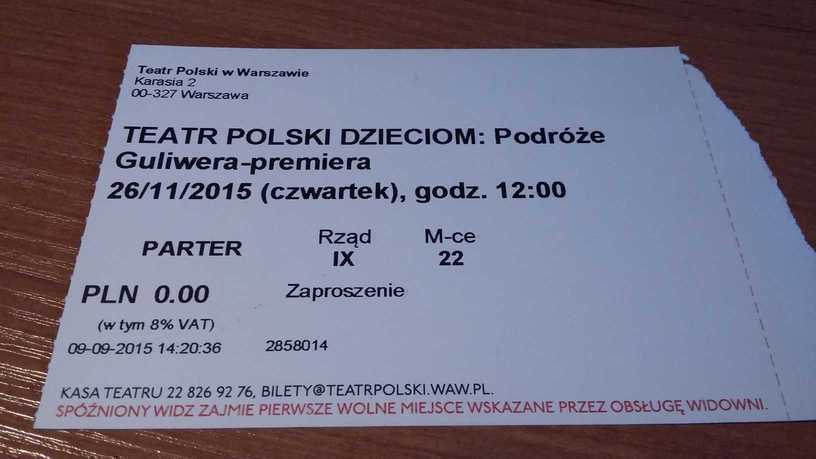 Teatr Polski w Warszawie
Karasia 2
00-327 Warszawa
TEATR POLSKI DZIECIOM: Podróże
Guliwera-premiera
26/11/2015 (czwartek), godz. 12:00
PARTER Rząd IX M-ce 22
PLN 0.00 Zaproszenie
(w tym 8% VAT)
09-09-2015 14:20:36 2858014
KASA TEATRU 22 826 92 76, BILETY@TEATRPOLSKI.WAW.PL.
SPÓŹNIONY WIDZ ZAJMIE PIERWSZE WOLNE MIEJSCE WSKAZANE PRZEZ OBSŁUGĘ WIDOWNI.